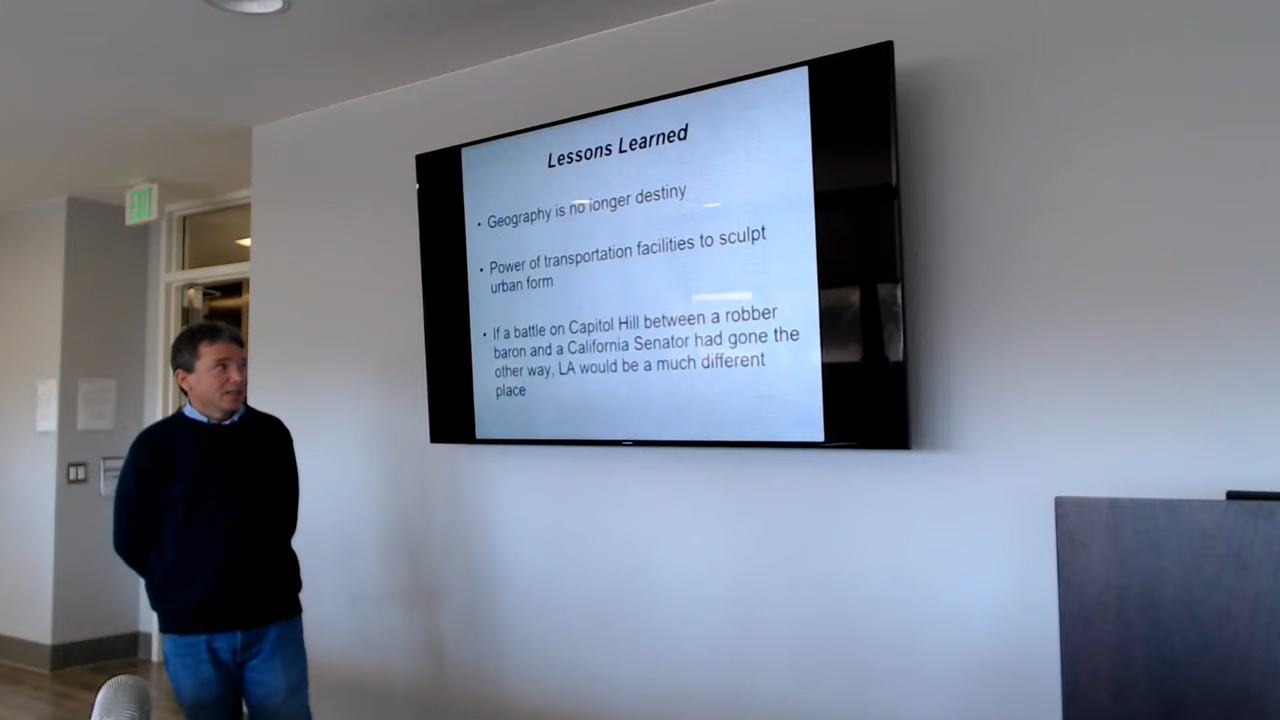 EXIT
Lessons Learned
• Geography is no longer destiny
• Power of transportation facilities to sculpt
urban form
• If a battle on Capitol Hill between a robber
baron and a California Senator had gone the
other way, LA would be a much different
place